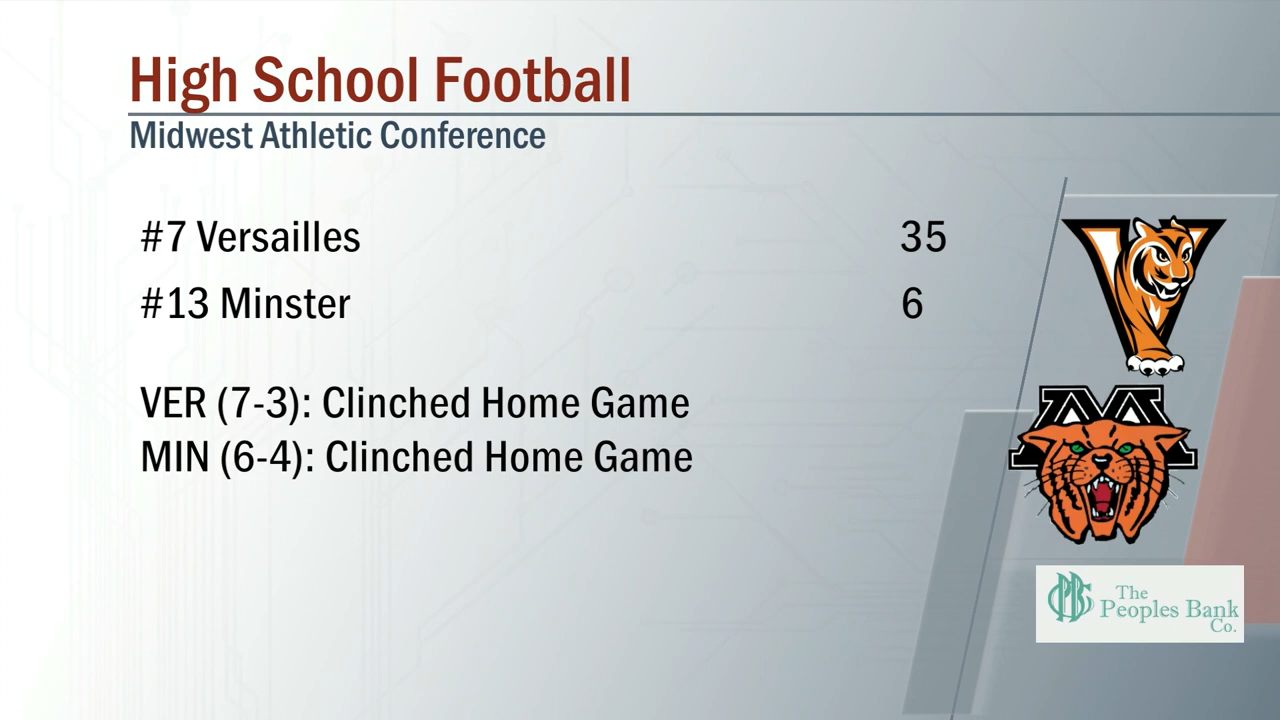 High School Football
Midwest Athletic Conference
#7 Versailles 35
#13 Minster 6
VER (7-3): Clinched Home Game
MIN (6-4): Clinched Home Game
V
M
PBC The
Peoples Bank
Co.